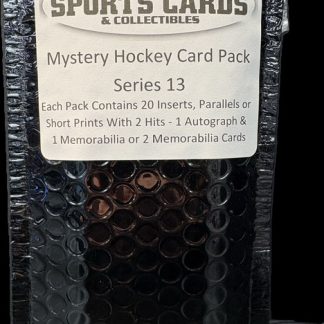 SPORTS CARDS
& COLLECTIBLES
Mystery Hockey Card Pack
Series 13
Each Pack Contains 20 Inserts, Parallels or
Short Prints With 2 Hits - 1 Autograph &
1 Memorabilia or 2 Memorabilia Cards